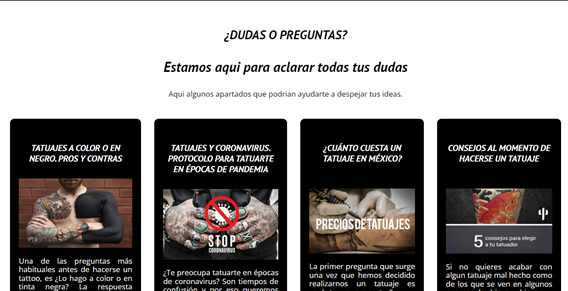 ¿DUDAS O PREGUNTAS?
Estamos aqui para aclarar todas tus dudas
Aqui algunos apartados que podrian ayudarte a despejar tus ideas.
TATUAJES A COLOR O EN
NEGRO. PROS Y CONTRAS
Una de las preguntas más
habituales antes de hacerse un
tattoo, es ¿Lo hago a color o en
tinta negra? La respuesta
TATUAJES Y CORONAVIRUS.
PROTOCOLO PARA TATUARTE
EN ÉPOCAS DE PANDEMIA
STOP
CORONAVIRUS
¿Te preocupa tatuarte en épocas
de coronavirus? Son tiempos de
confusión y por eso queremos
¿CUÁNTO CUESTA UN
TATUAJE EN MÉXICO?
PRECIOS DE TATUAJES
La primer pregunta que surge
una vez que hemos decidido
realizarnos un tatuaje es
CONSEJOS AL MOMENTO DE
HACERSE UN TATUAJE
5 consejos para elegir
a tu tatuador
Si no quieres acabar con
algun tatuaje mal hecho como
de los que se ven en algunos